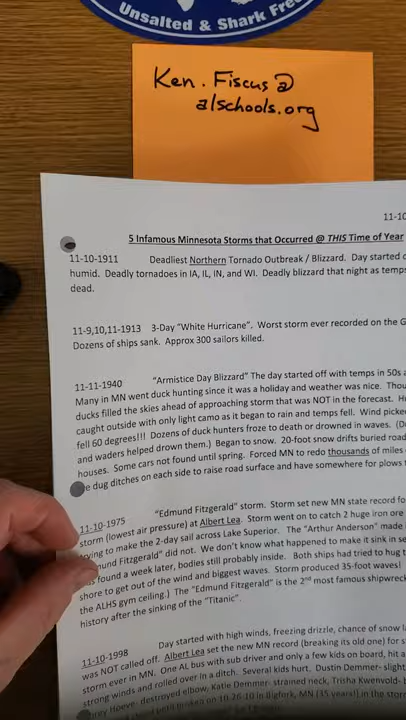 Unsalted & Shark Free
Ken.Fiscus@
alschools.org
11-10
5 Infamous Minnesota Storms that Occurred @ THIS Time of Year
11-10-1911 Deadliest Northern Tornado Outbreak / Blizzard. Day started
humid. Deadly tornadoes in IA, IL, IN, and WI. Deadly blizzard that night as temps
dead.
11-9,10,11-1913 3-Day "White Hurricane". Worst storm ever recorded on the G
Dozens of ships sank. Approx 300 sailors killed.
11-11-1940 "Armistice Day Blizzard" The day started off with temps in 50s a
Many in MN went duck hunting since it was a holiday and weather was nice. Thou
ducks filled the skies ahead of approaching storm that was NOT in the forecast. Hu
caught outside with only light camo as it began to rain and temps fell. Wind picke
fell 60 degrees!!! Dozens of duck hunters froze to death or drowned in waves. (D
and waders helped drown them.) Began to snow. 20-foot snow drifts buried road
houses. Some cars not found until spring. Forced MN to redo thousands of miles
e dug ditches on each side to raise road surface and have somewhere for plows t
11-10-1975 "Edmund Fitzgerald" storm. Storm set new MN state record fo
storm (lowest air pressure) at Albert Lea. Storm went on to catch 2 huge iron ore
trying to make the 2-day sail across Lake Superior. The "Arthur Anderson" made
mund Fitzgerald" did not. We don't know what happened to make it sink in se
as found a week later, bodies still probably inside. Both ships had tried to hug t
shore to get out of the wind and biggest waves. Storm produced 35-foot waves!
the ALHS gym ceiling.) The "Edmund Fitzgerald" is the 2nd most famous shipwreck
history after the sinking of the "Titanic".
11-10-1998 Day started with high winds, freezing drizzle, chance of snow la
was NOT called off. Albert Lea set the new MN record (breaking its old one) for s
storm ever in MN. One AL bus with sub driver and only a few kids on board, hit a
strong winds and rolled over in a ditch. Several kids hurt. Dustin Demmer- slight
rey Hoeve- destroyed elbow, Katie Demmer- strained neck, Trisha Kwenvold- b